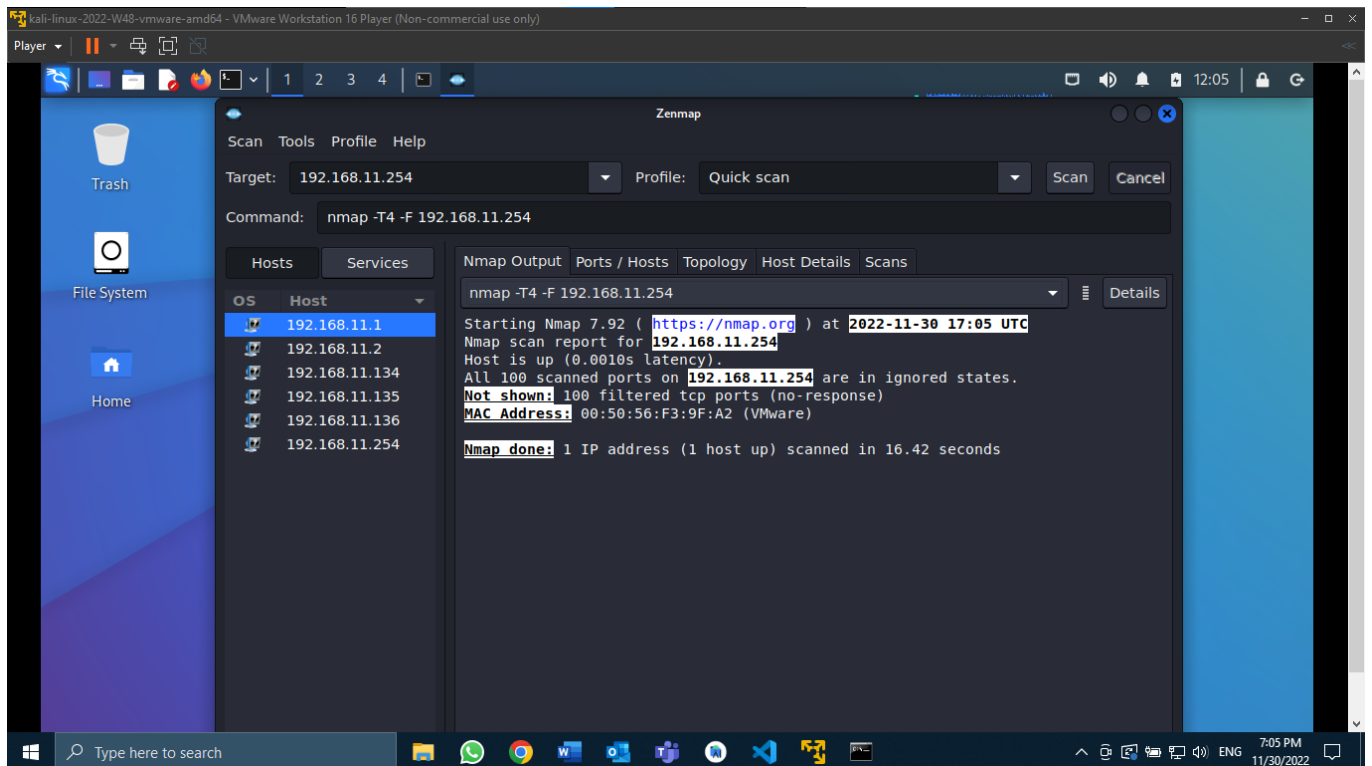 kali-linux-2022-W48-vmware-amd64 - VMware Workstation 16 Player (Non-commercial use only)
Player
1 2 3 4 12:05
Zenmap
Scan Tools Profile Help
Target: 192.168.11.254 Profile: Quick scan Scan Cancel
Command: nmap -T4 -F 192.168.11.254
Hosts Services
Nmap Output Ports / Hosts Topology Host Details Scans
OS Host
nmap -T4 -F 192.168.11.254 Details
192.168.11.1
192.168.11.2
192.168.11.134
192.168.11.135
192.168.11.136
192.168.11.254
Starting Nmap 7.92 ( https://nmap.org ) at 2022-11-30 17:05 UTC
Nmap scan report for 192.168.11.254
Host is up (0.0010s latency).
All 100 scanned ports on 192.168.11.254 are in ignored states.
Not shown: 100 filtered tcp ports (no-response)
MAC Address: 00:50:56:F3:9F:A2 (VMware)
Nmap done: 1 IP address (1 host up) scanned in 16.42 seconds
Trash
File System
Home
Type here to search
ENG
7:05 PM
11/30/2022